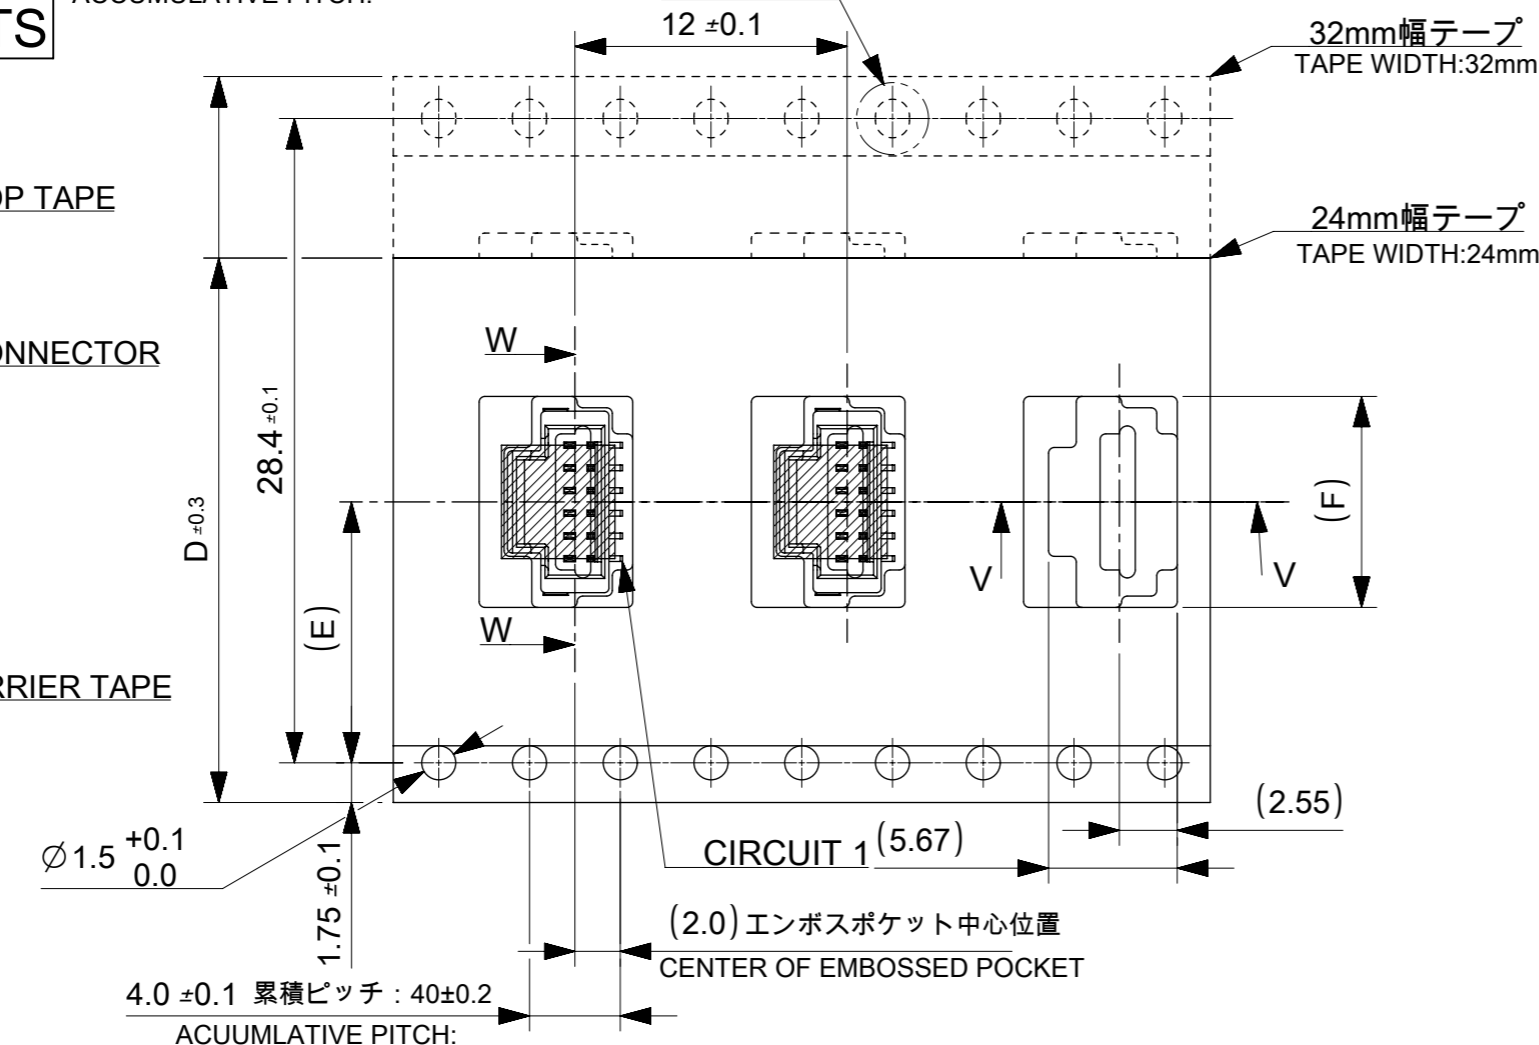 ACCUMULATIVE PITCH:
TS
12 ±0.1
32mm幅テープ
TAPE WIDTH:32mm
OP TAPE
24mm幅テープ
TAPE WIDTH:24mm
W
ONNECTOR
28.4 ±0.1
D ±0.3
(F)
V
V
(E)
W
RRIER TAPE
(2.55)
Ø1.5 +0.1
0.0
CIRCUIT 1
(5.67)
1.75 ±0.1
(2.0) エンボスポケット中心位置
CENTER OF EMBOSSED POCKET
4.0 ±0.1 累積ピッチ : 40±0.2
ACUUMLATIVE PITCH: